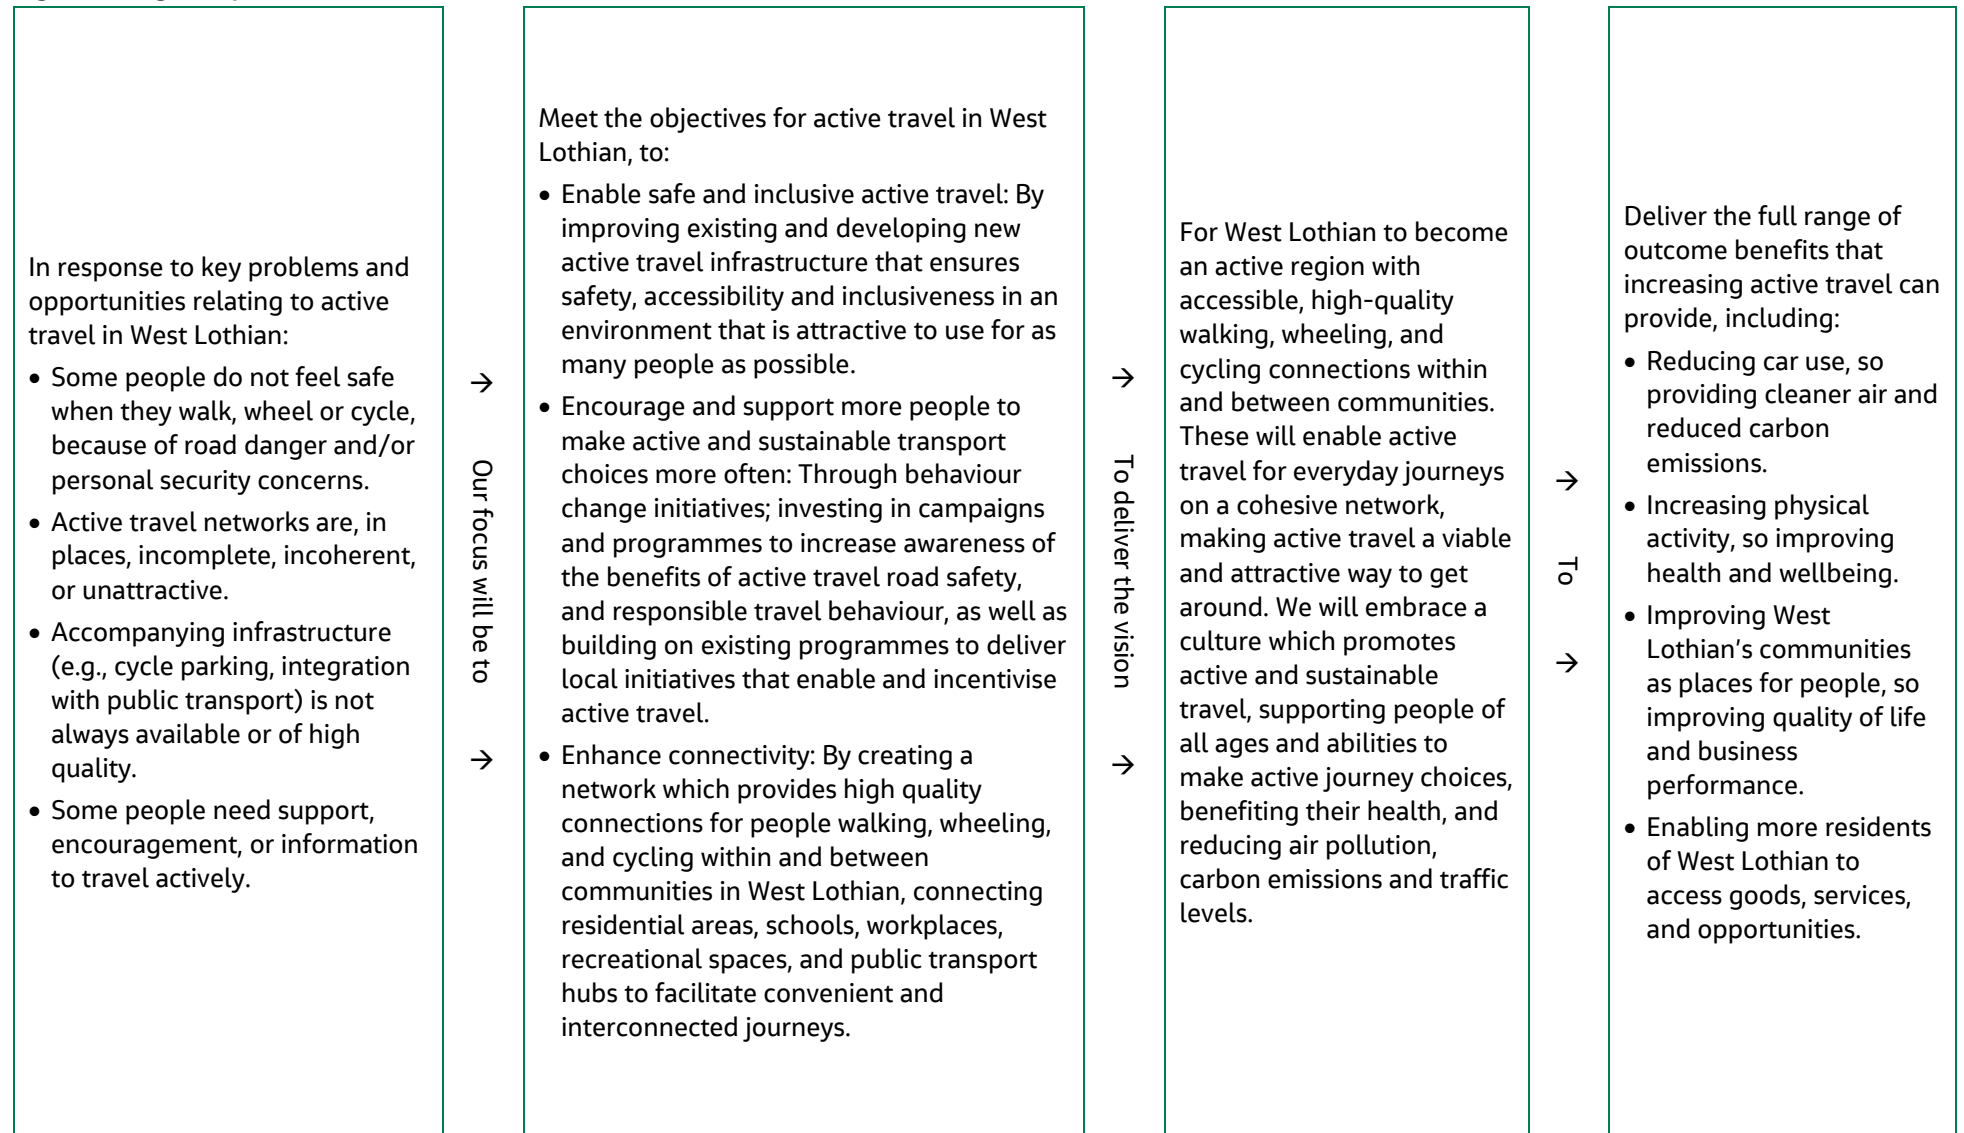 In response to key problems and
opportunities relating to active
travel in West Lothian:
• Some people do not feel safe
when they walk, wheel or cycle,
because of road danger and/or
personal security concerns.
• Active travel networks are, in
places, incomplete, incoherent,
or unattractive.
• Accompanying infrastructure
(e.g., cycle parking, integration
with public transport) is not
always available or of high
quality.
• Some people need support,
encouragement, or information
to travel actively.
→ Our focus will be to →
Meet the objectives for active travel in West
Lothian, to:
• Enable safe and inclusive active travel: By
improving existing and developing new
active travel infrastructure that ensures
safety, accessibility and inclusiveness in an
environment that is attractive to use for as
many people as possible.
• Encourage and support more people to
make active and sustainable transport
choices more often: Through behaviour
change initiatives; investing in campaigns
and programmes to increase awareness of
the benefits of active travel road safety,
and responsible travel behaviour, as well as
building on existing programmes to deliver
local initiatives that enable and incentivise
active travel.
• Enhance connectivity: By creating a
network which provides high quality
connections for people walking, wheeling,
and cycling within and between
communities in West Lothian, connecting
residential areas, schools, workplaces,
recreational spaces, and public transport
hubs to facilitate convenient and
interconnected journeys.
→ To deliver the vision →
For West Lothian to become
an active region with
accessible, high-quality
walking, wheeling, and
cycling connections within
and between communities.
These will enable active
travel for everyday journeys
on a cohesive network,
making active travel a viable
and attractive way to get
around. We will embrace a
culture which promotes
active and sustainable
travel, supporting people of
all ages and abilities to
make active journey choices,
benefiting their health, and
reducing air pollution,
carbon emissions and traffic
levels.
→ To →
Deliver the full range of
outcome benefits that
increasing active travel can
provide, including:
• Reducing car use, so
providing cleaner air and
reduced carbon
emissions.
• Increasing physical
activity, so improving
health and wellbeing.
• Improving West
Lothian's communities
as places for people, so
improving quality of life
and business
performance.
• Enabling more residents
of West Lothian to
access goods, services,
and opportunities.